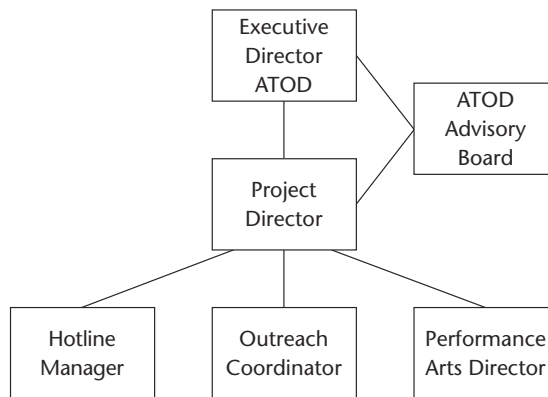 Executive
Director
ATOD
ATOD
Advisory
Board
Project
Director
Hotline
Manager
Outreach
Coordinator
Performance
Arts Director